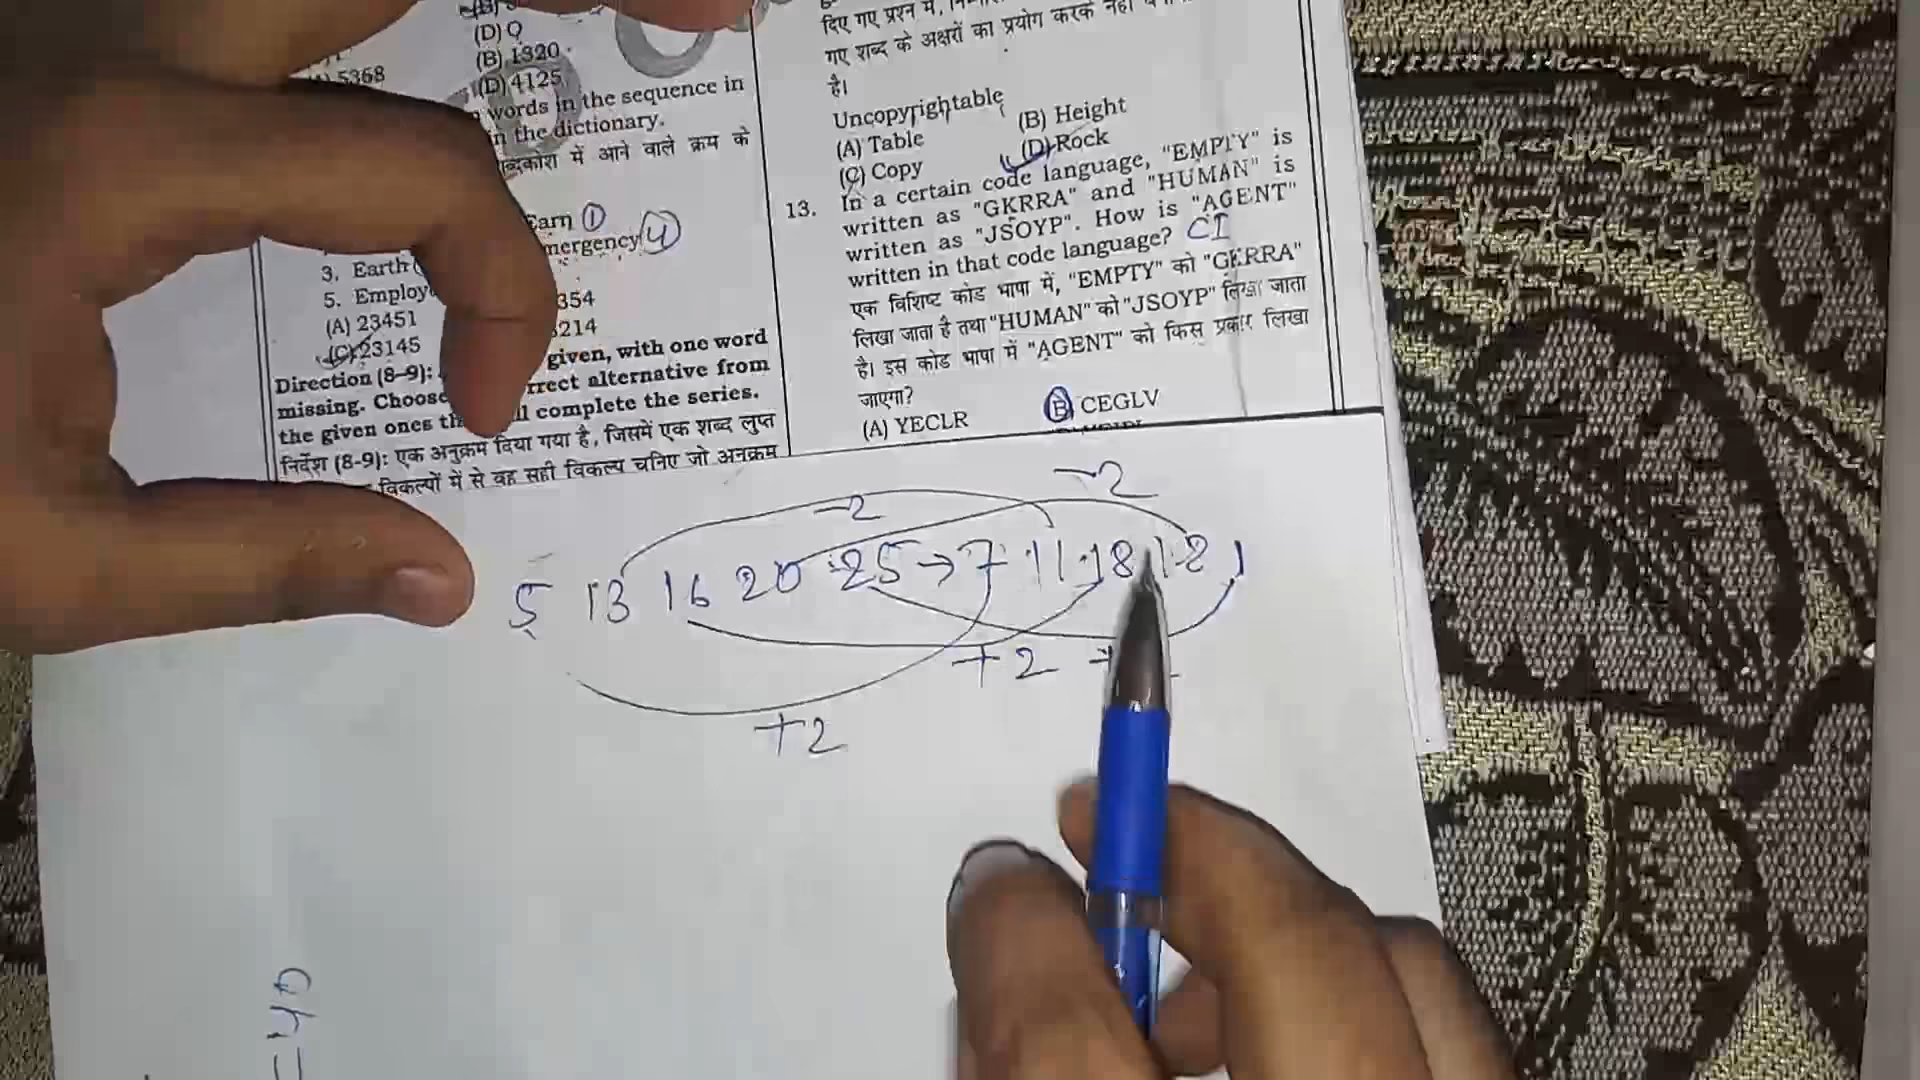 (D) Q
5368
(B) 1320
(D) 4125
words in the sequence in
in the dictionary.
में आने वाले क्रम के
Earn ①
3. Earth
mergency ④
5. Employ
(A) 23451
354
(C) 23145
3214
Direction (8–9):
given, with one word
missing. Choose
rrect alternative from
the given ones th
ll complete the series.
निर्देश (8-9): एक अनुक्रम दिया गया है, जिसमें एक शब्द लुप्त
विकल्पों में से वह सही विकल्प चुनिए जो अनुक्रम
दिए गए प्रश्न में,
गए शब्द के अक्षरों का प्रयोग करके नहीं
है।
Uncopyrightable
(A) Table
(B) Height
(C) Copy
(D) Rock
13. In a certain code language, "EMPTY" is
written as "GKRRA" and "HUMAN" is
written as "JSOYP". How is "AGENT"
written in that code language? CI
एक विशिष्ट कोड भाषा में, "EMPTY" को "GKRRA"
लिखा जाता है तथा "HUMAN" को "JSOYP" लिखा जाता
है। इस कोड भाषा में "AGENT" को किस प्रकार लिखा
जाएगा?
(A) YECLR
(B) CEGLV
-2
-2
5 13 16 20 25 → 7 11 18 18 1
+2
+2
= 40